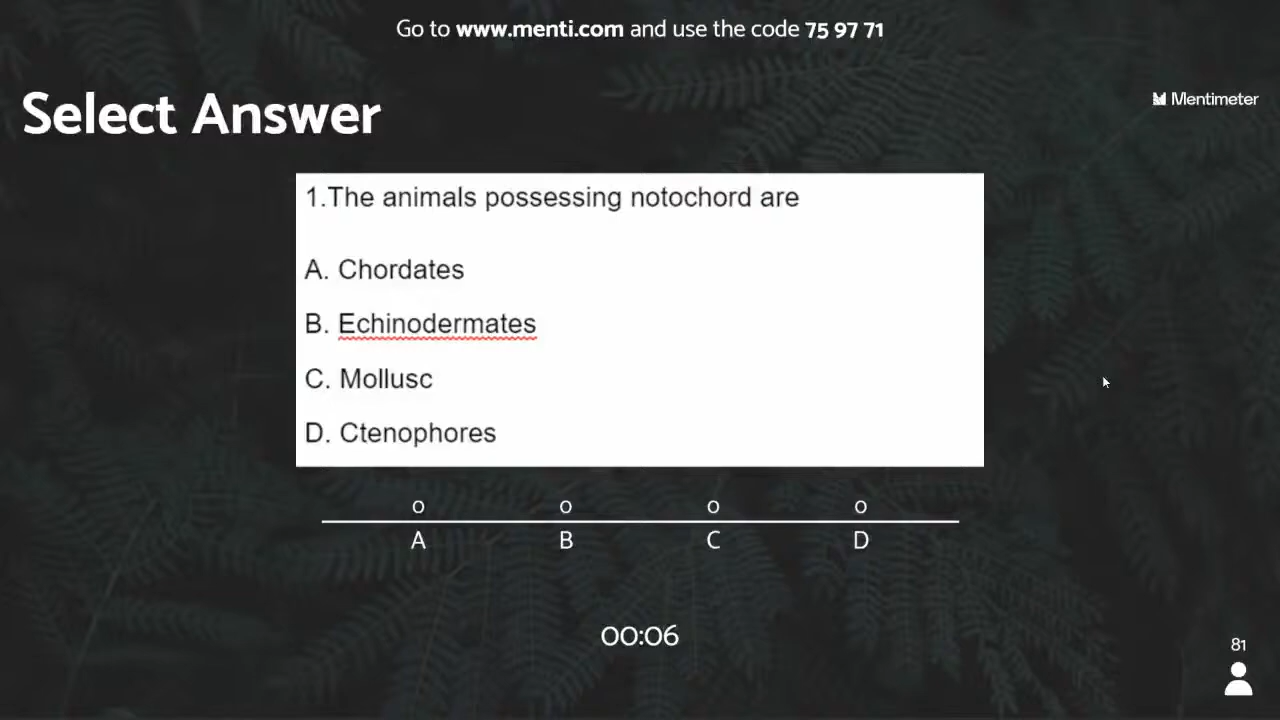 Go to www.menti.com and use the code 75 97 71
Select Answer
Mentimeter
1.The animals possessing notochord are
A. Chordates
B. Echinodermates
C. Mollusc
D. Ctenophores
0 0 0 0
A B C D
00:06
81